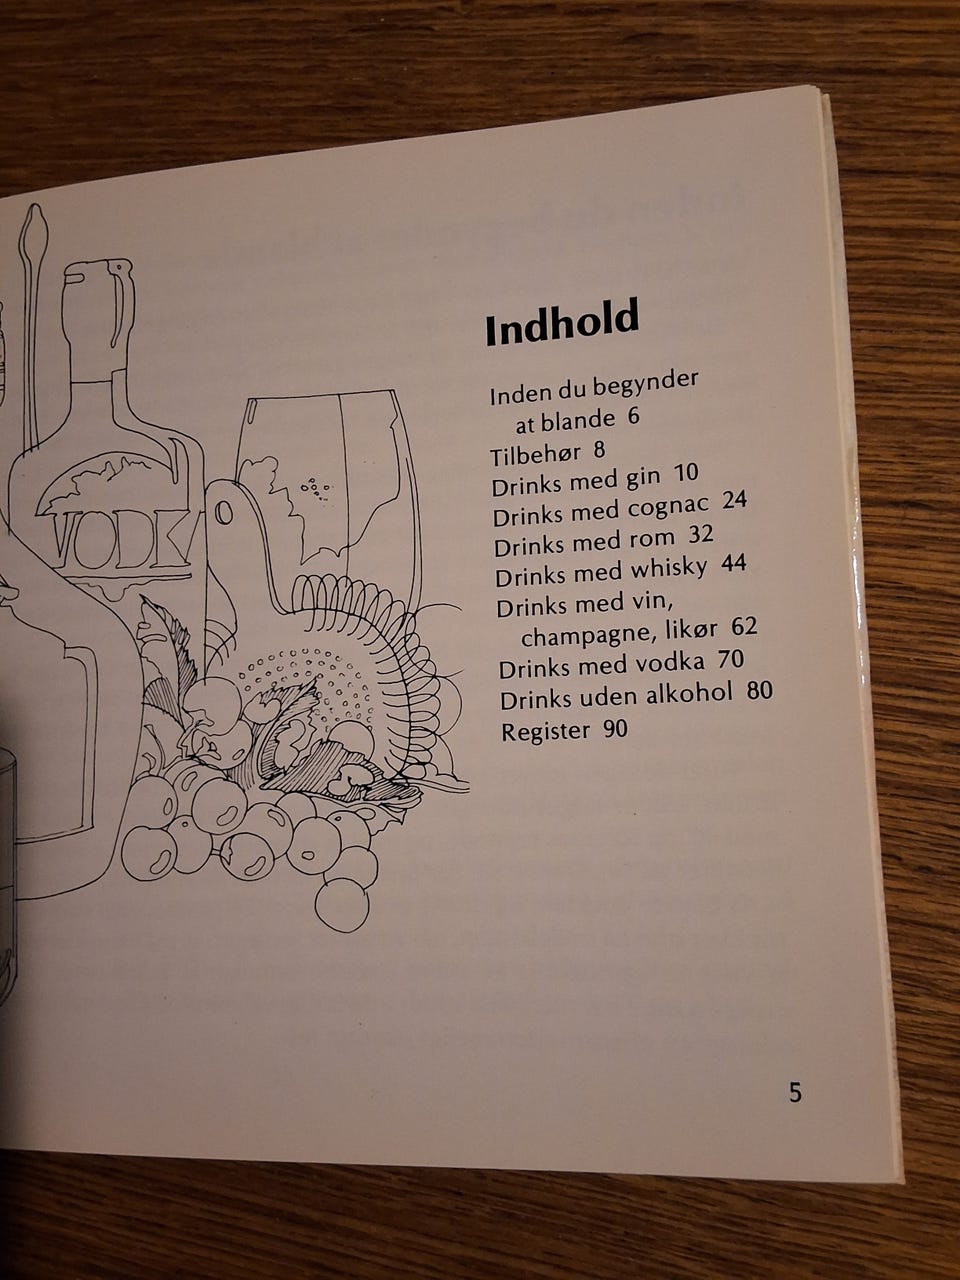 VODK
Indhold
Inden du begynder
at blande 6
Tilbehør 8
Drinks med gin 10
Drinks med cognac 24
Drinks med rom 32
Drinks med whisky 44
Drinks med vin,
champagne, likør 62
Drinks med vodka 70
Drinks uden alkohol 80
Register 90
5